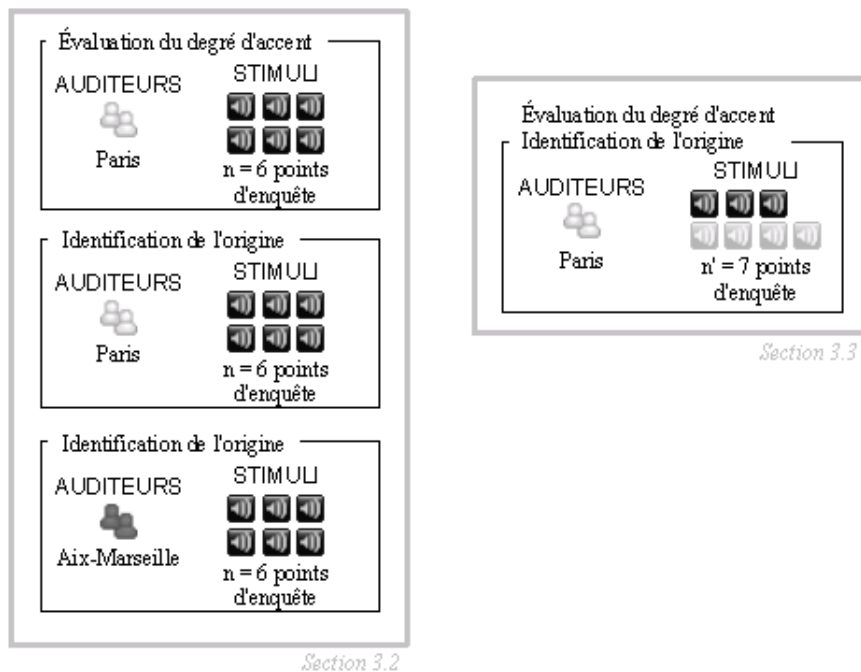 Évaluation du degré d'accent
AUDITEURS
Paris
STIMULI
n = 6 points
d'enquête
Identification de l'origine
AUDITEURS
Paris
STIMULI
n = 6 points
d'enquête
Identification de l'origine
AUDITEURS
Aix-Marseille
STIMULI
n = 6 points
d'enquête
Section 3.2
Évaluation du degré d'accent
Identification de l'origine
AUDITEURS
Paris
STIMULI
n' = 7 points
d'enquête
Section 3.3